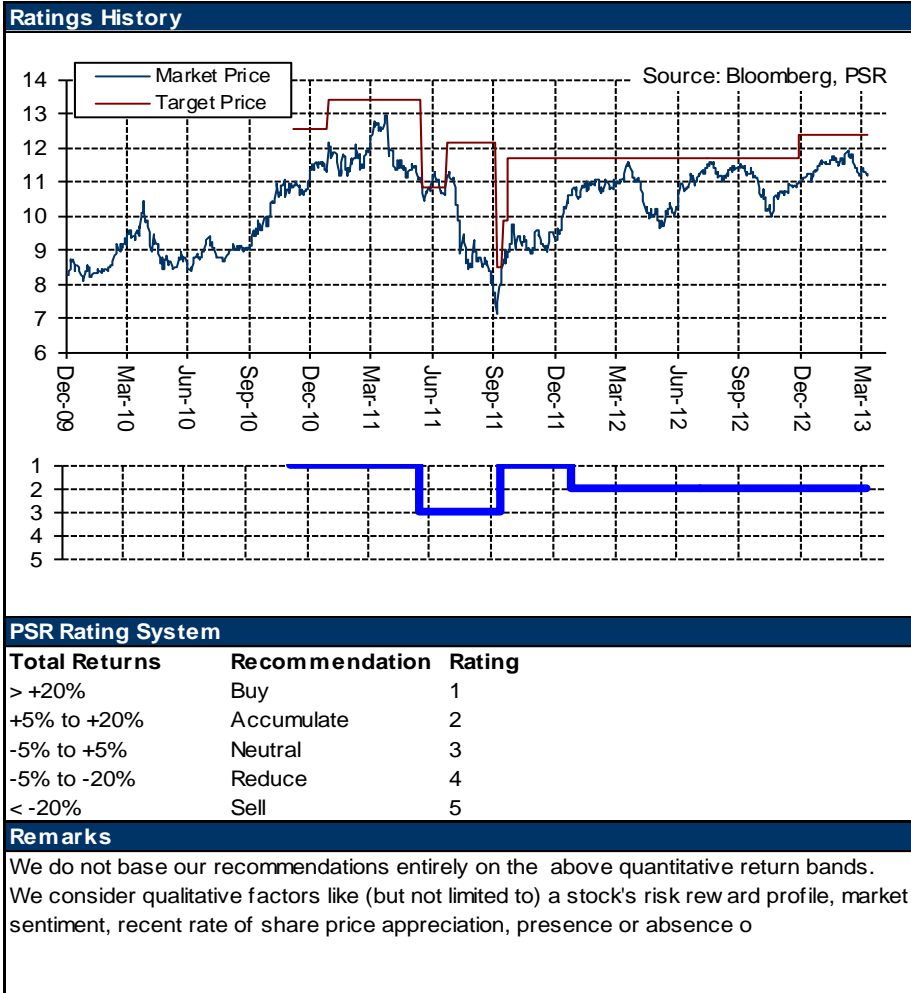 Ratings History
Source: Bloomberg, PSR
Market Price
Target Price
14
13
12
11
10
9
8
7
6
Dec-09
Mar-10
Jun-10
Sep-10
Dec-10
Mar-11
Jun-11
Sep-11
Dec-11
Mar-12
Jun-12
Sep-12
Dec-12
Mar-13
1
2
3
4
5
PSR Rating System
Total Returns Recommendation Rating
> +20% Buy 1
+5% to +20% Accumulate 2
-5% to +5% Neutral 3
-5% to -20% Reduce 4
< -20% Sell 5
Remarks
We do not base our recommendations entirely on the above quantitative return bands.
We consider qualitative factors like (but not limited to) a stock's risk reward profile, market
sentiment, recent rate of share price appreciation, presence or absence o